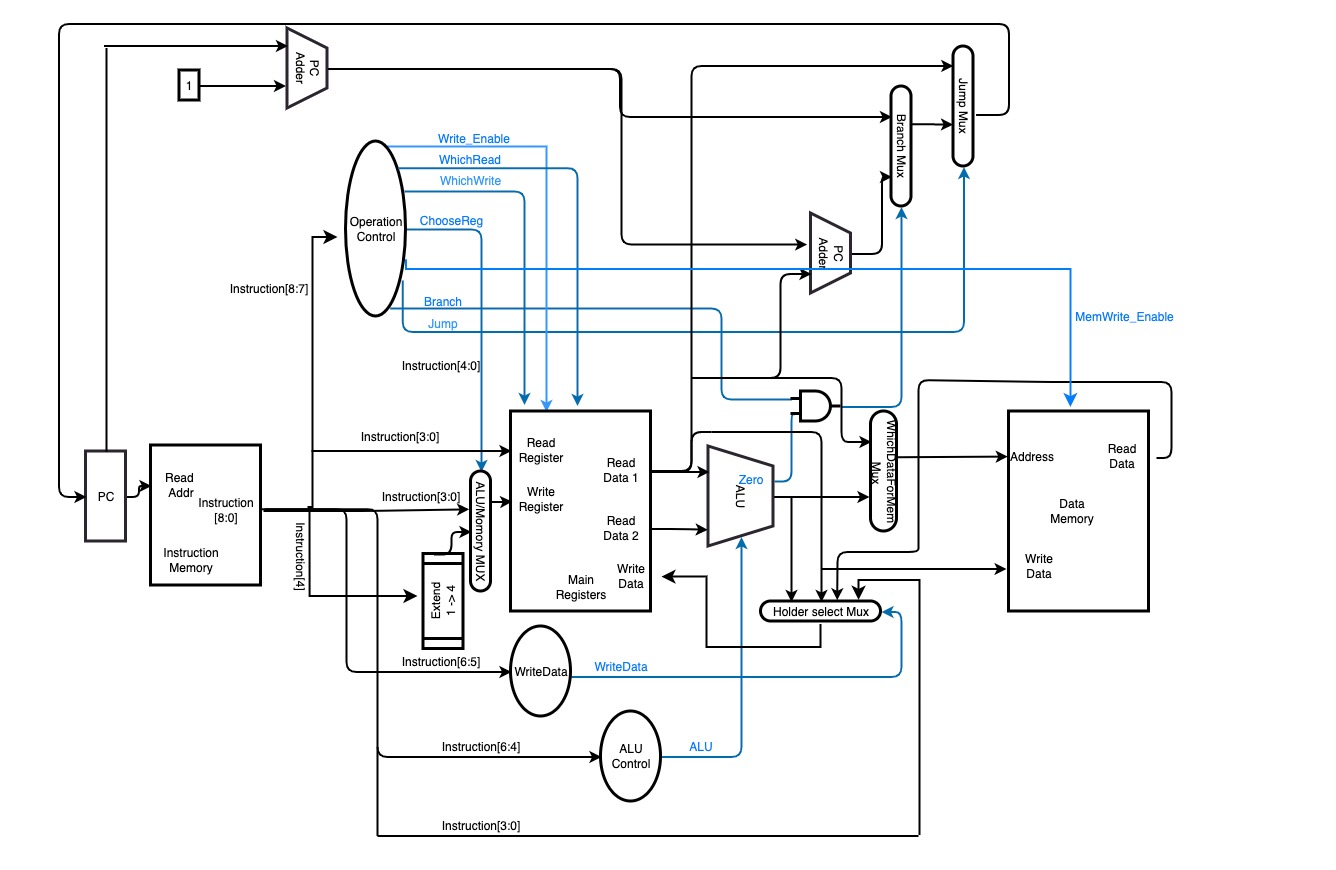 PC
Adder
1
Jump Mux
Branch Mux
Write_Enable
WhichRead
WhichWrite
ChooseReg
Operation
Control
PC
Adder
Instruction[8:7]
Branch
Jump
MemWrite_Enable
Instruction[4:0]
Instruction[3:0]
Read
Register
Read
Data 1
WhichDataForMem
Mux
Address
Read
Data
PC
Read
Addr
Instruction
[8:0]
Instruction
Memory
Instruction[3:0]
ALU/Momory MUX
Write
Register
Zero
ALU
Data
Memory
Read
Data 2
Instruction[4]
Extend
1 -> 4
Main
Registers
Write
Data
Write
Data
Holder select Mux
Instruction[6:5]
WriteData
WriteData
Instruction[6:4]
ALU
Control
ALU
Instruction[3:0]